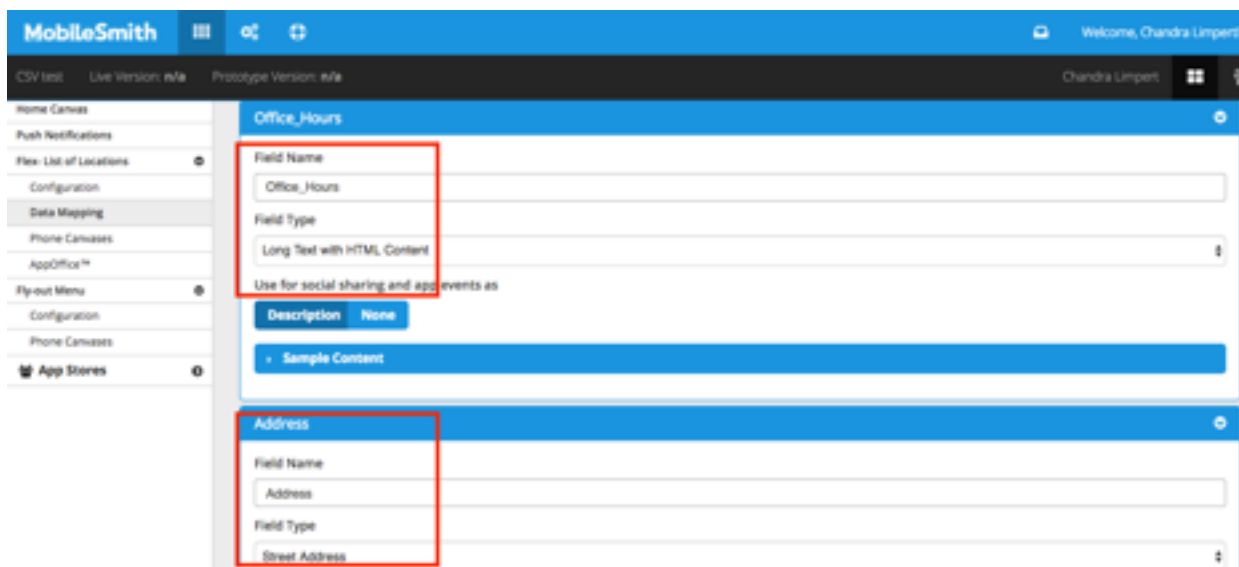 MobileSmith Welcome, Chandra Limpert
CSV test Live Version: n/a Prototype Version: n/a Chandra Limpert
Home Canvas
Push Notifications
Flex- List of Locations
Configuration
Data Mapping
Phone Canvases
AppOffice™
Fly-out Menu
Configuration
Phone Canvases
App Stores
Office_Hours
Field Name
Office_Hours
Field Type
Long Text with HTML Content
Use for social sharing and app events as
Description None
Sample Content
Address
Field Name
Address
Field Type
Street Address